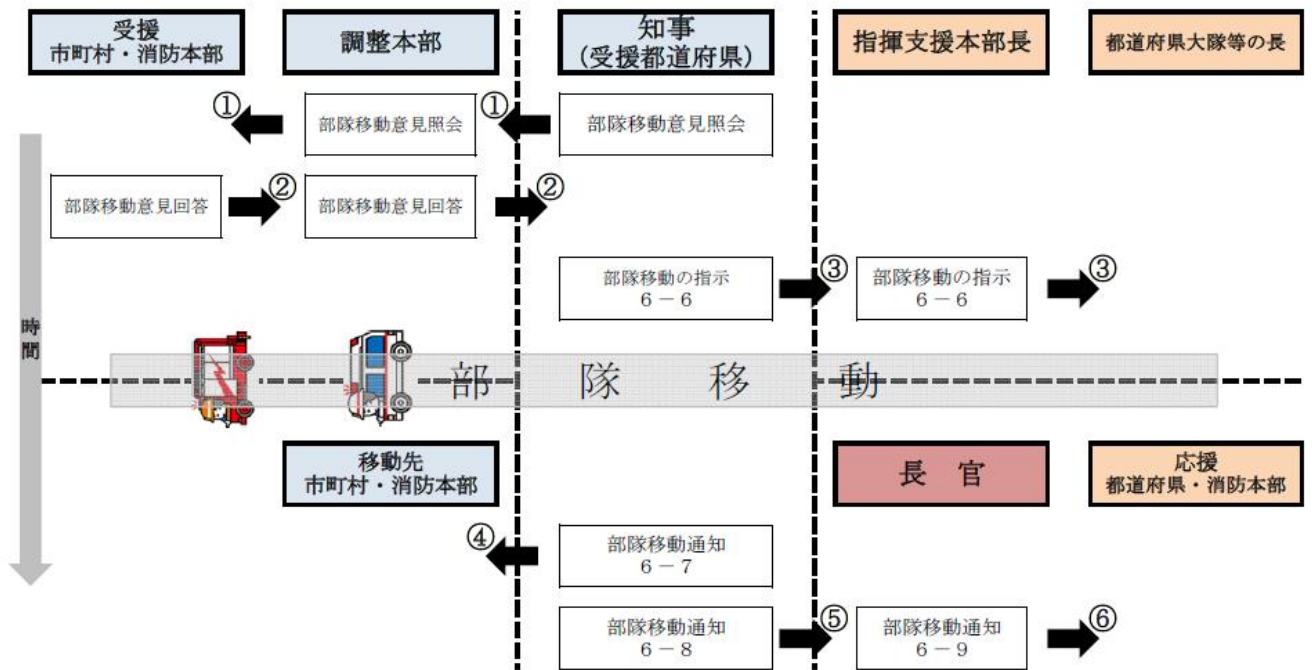 受援
市町村・消防本部
調整本部
知事
(受援都道府県)
指揮支援本部長
都道府県大隊等の長
①
部隊移動意見照会
①
部隊移動意見照会
部隊移動意見回答
②
部隊移動意見回答
②
部隊移動の指示
6－6
③
部隊移動の指示
6－6
③
時間
部隊移動
移動先
市町村・消防本部
長官
応援
都道府県・消防本部
④
部隊移動通知
6－7
部隊移動通知
6－8
⑤
部隊移動通知
6－9
⑥